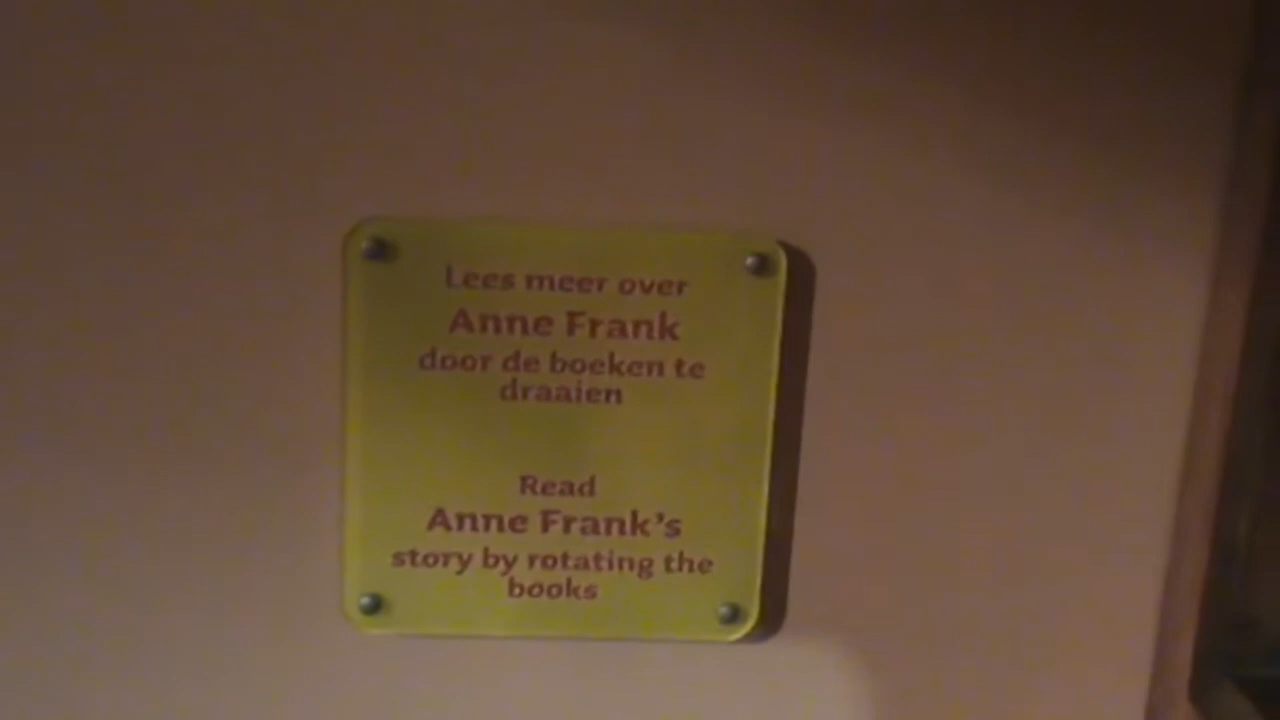 Lees meer over
Anne Frank
door de boeken te
draaien
Read
Anne Frank's
story by rotating the
books